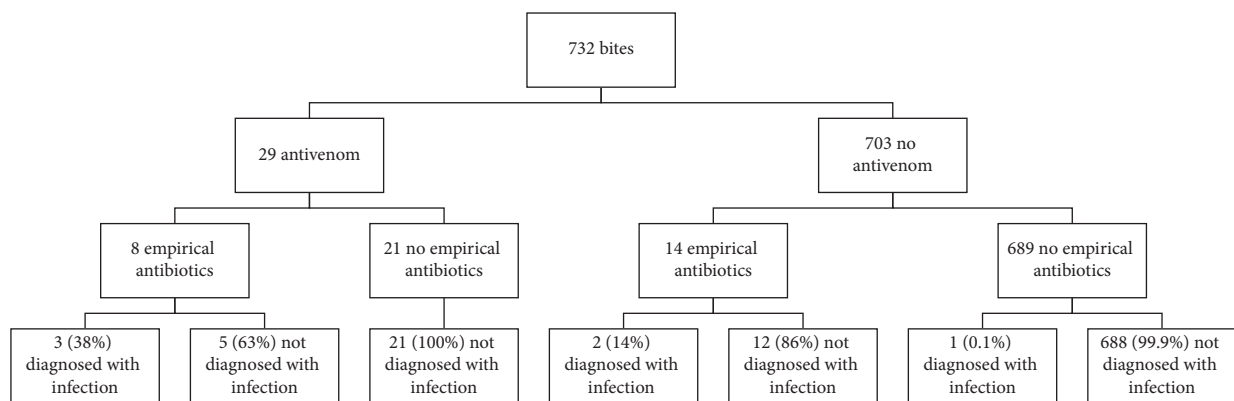 732 bites
29 antivenom
703 no
antivenom
8 empirical
antibiotics
21 no empirical
antibiotics
14 empirical
antibiotics
689 no empirical
antibiotics
3 (38%)
diagnosed with
infection
5 (63%) not
diagnosed with
infection
21 (100%) not
diagnosed with
infection
2 (14%)
diagnosed with
infection
12 (86%) not
diagnosed with
infection
1 (0.1%)
diagnosed with
infection
688 (99.9%) not
diagnosed with
infection